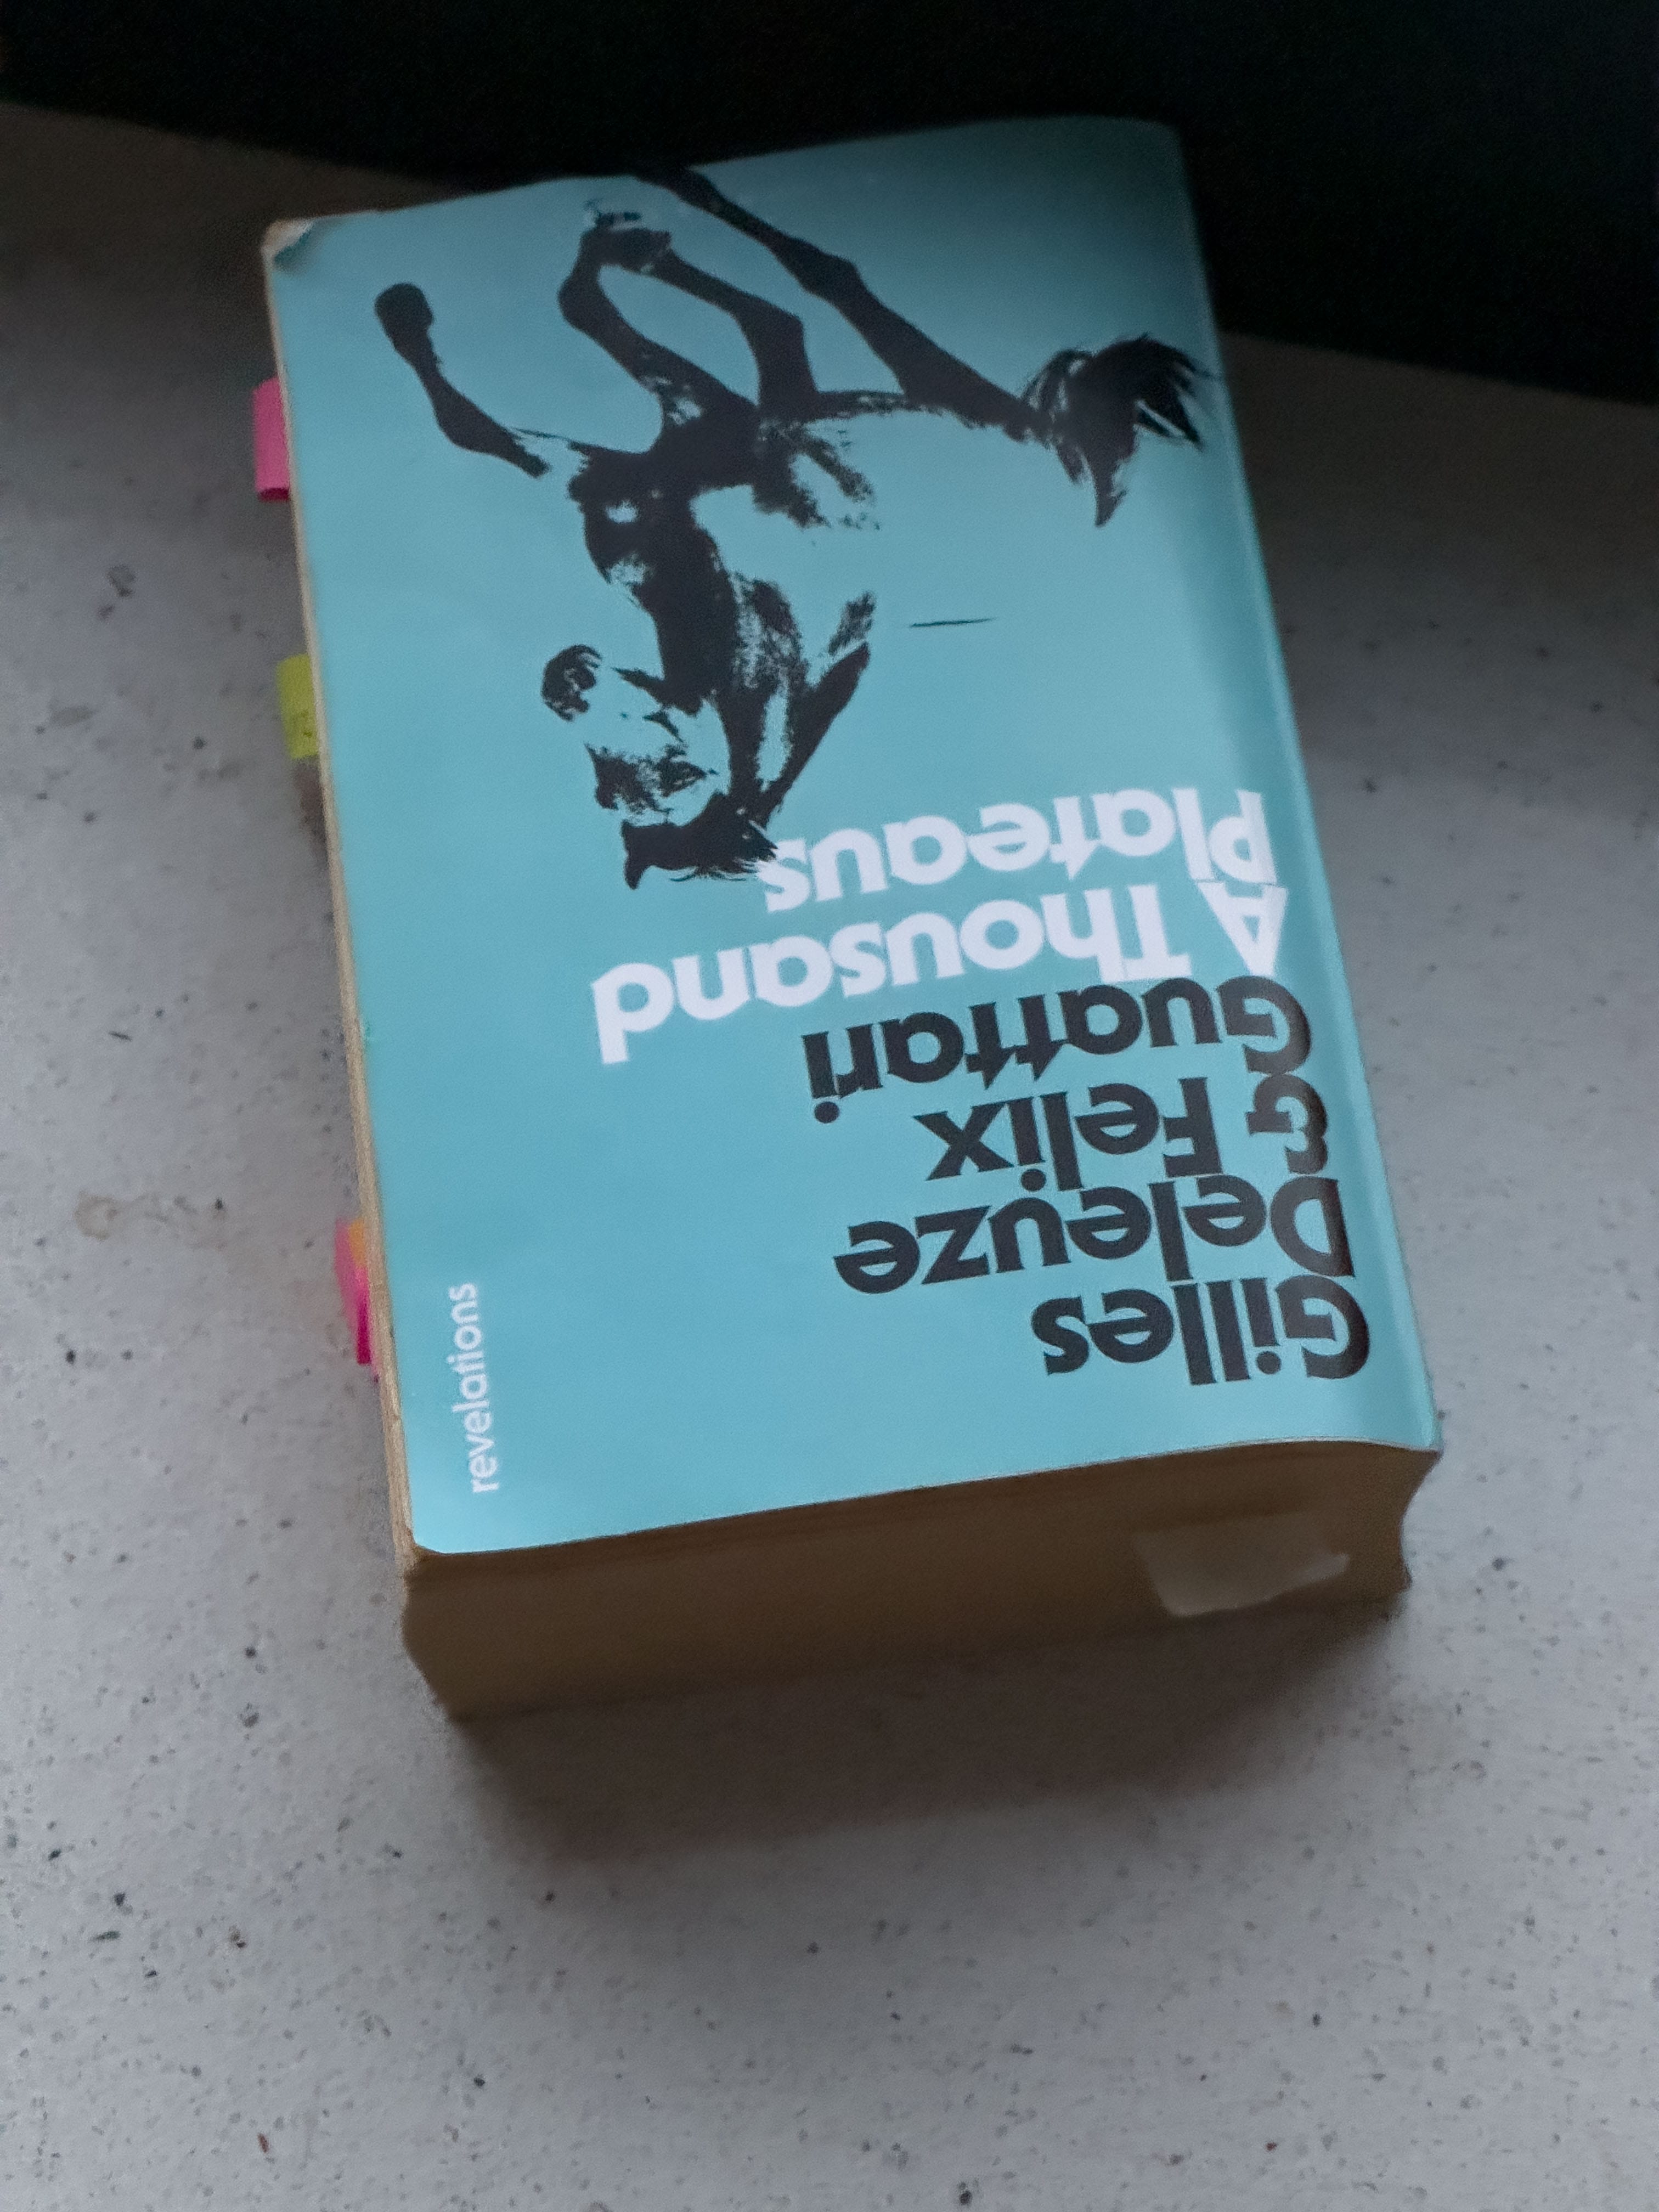 Gilles
Deleuze
& Felix
Guattari
A Thousand
Plateaus
revelations